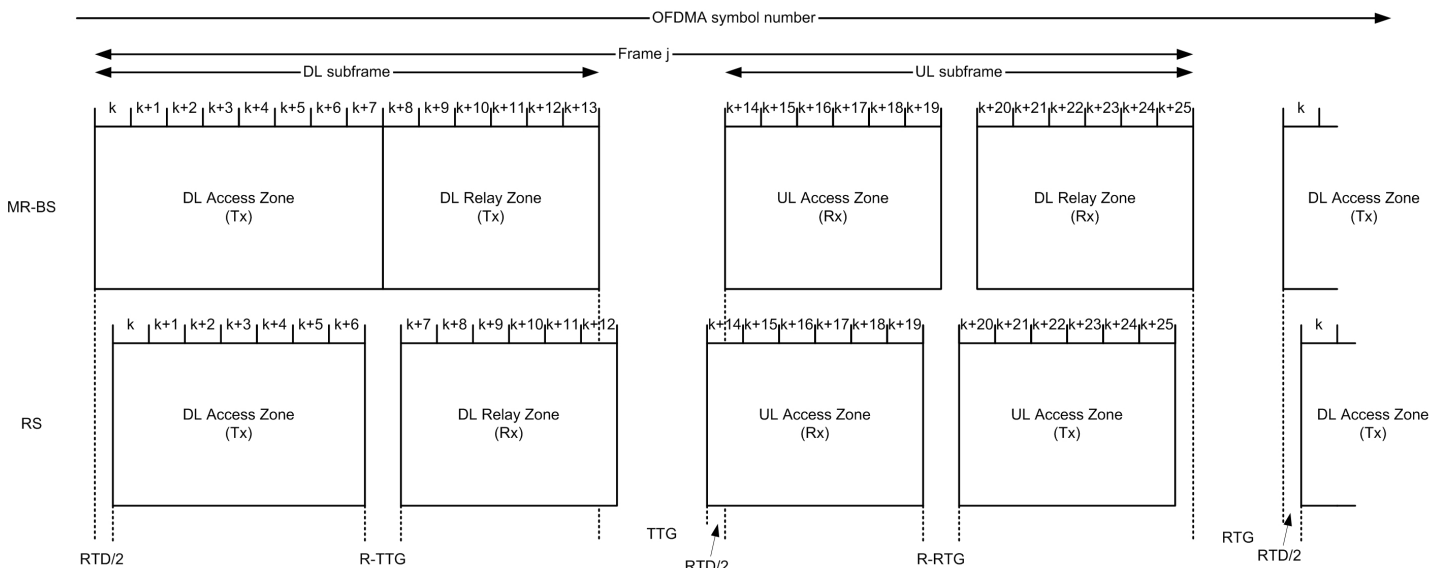 OFDMA symbol number
Frame j
DL subframe UL subframe
k k+1 k+2 k+3 k+4 k+5 k+6 k+7 k+8 k+9 k+10 k+11 k+12 k+13 k+14 k+15 k+16 k+17 k+18 k+19 k+20 k+21 k+22 k+23 k+24 k+25 k
MR-BS
DL Access Zone
(Tx)
DL Relay Zone
(Tx)
UL Access Zone
(Rx)
DL Relay Zone
(Rx)
DL Access Zone
(Tx)
k k+1 k+2 k+3 k+4 k+5 k+6 k+7 k+8 k+9 k+10 k+11 k+12 k+14 k+15 k+16 k+17 k+18 k+19 k+20 k+21 k+22 k+23 k+24 k+25 k
RS
DL Access Zone
(Tx)
DL Relay Zone
(Rx)
UL Access Zone
(Rx)
UL Access Zone
(Tx)
DL Access Zone
(Tx)
RTD/2
R-TTG
TTG
RTD/2
R-RTG
RTG
RTD/2